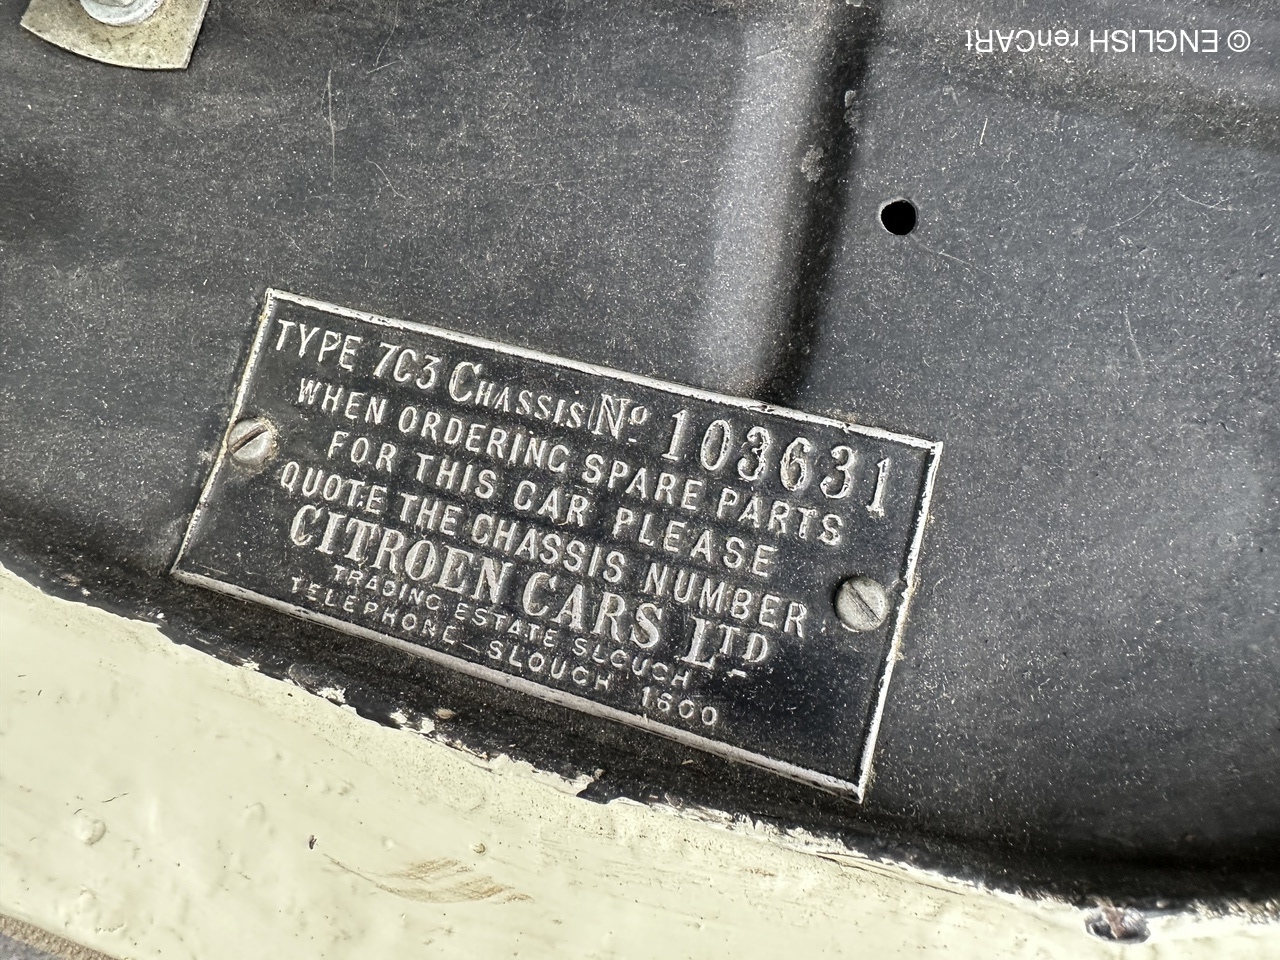 © ENGLISH renCARt
TYPE 7C3 CHASSIS Nº 103631
WHEN ORDERING SPARE PARTS
FOR THIS CAR PLEASE
QUOTE THE CHASSIS NUMBER
CITROEN CARS LTD
TRADING ESTATE SLOUGH
TELEPHONE-SLOUGH 1600